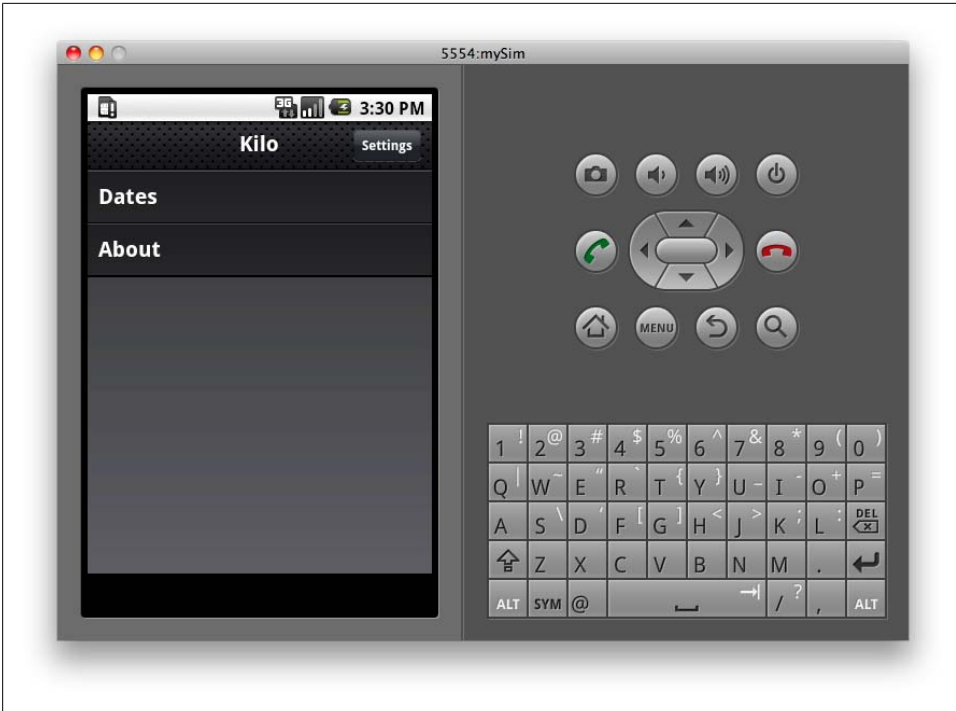 5554:mySim
3G 3:30 PM
Kilo
Settings
Dates
About
MENU
1 ! 2 @ 3 # 4 $ 5 % 6 ^ 7 & 8 * 9 ( 0 )
Q | W ~ E " R ` T { Y } U _ I - O + P =
A S \ D ' F [ G ] H < J > K ; L : DEL
Z X C V B N M .
ALT SYM @ / ? , ALT